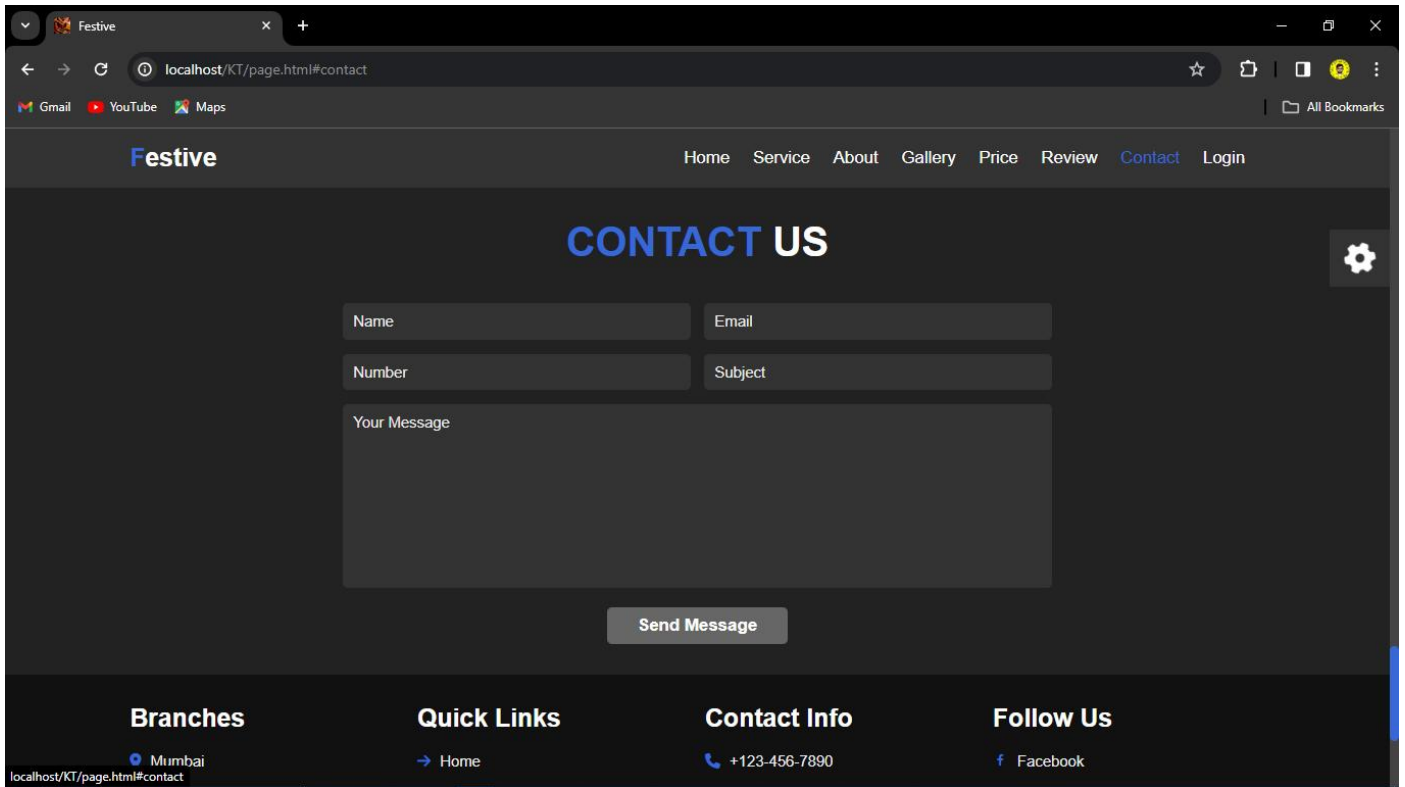 Festive
localhost/KT/page.html#contact
Gmail YouTube Maps All Bookmarks
Festive Home Service About Gallery Price Review Contact Login
CONTACT US
Name Email
Number Subject
Your Message
Send Message
Branches Quick Links Contact Info Follow Us
Mumbai Home +123-456-7890 Facebook
localhost/KT/page.html#contact